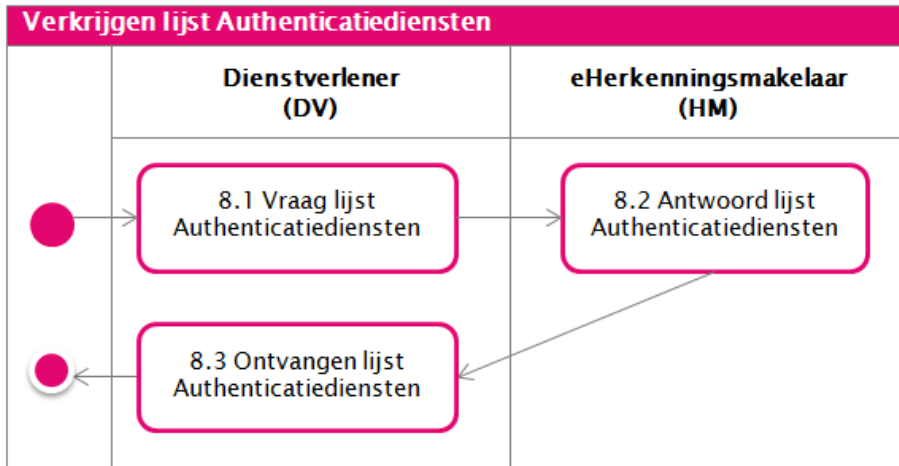 Verkrijgen lijst Authenticatiediensten
Dienstverlener
(DV)
eHerkenningsmakelaar
(HM)
8.1 Vraag lijst
Authenticatiediensten
8.2 Antwoord lijst
Authenticatiediensten
8.3 Ontvangen lijst
Authenticatiediensten